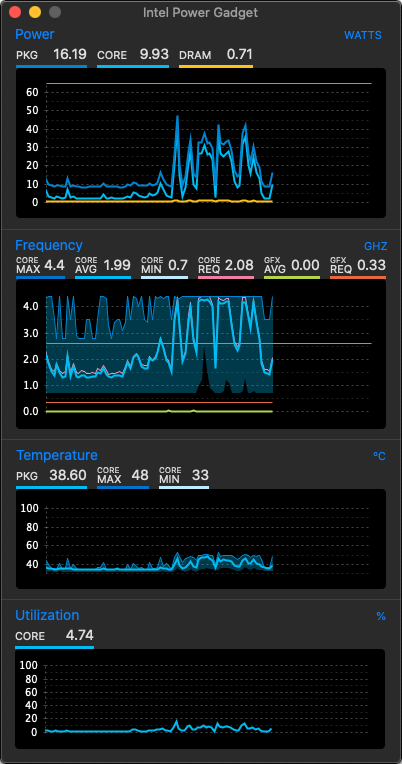 Intel Power Gadget
Power WATTS
PKG 16.19 CORE 9.93 DRAM 0.71
60
50
40
30
20
10
0
Frequency GHZ
CORE MAX 4.4 CORE AVG 1.99 CORE MIN 0.7 CORE REQ 2.08 GFX AVG 0.00 GFX REQ 0.33
4.0
3.0
2.0
1.0
0.0
Temperature °C
PKG 38.60 CORE MAX 48 CORE MIN 33
100
80
60
40
Utilization %
CORE 4.74
100
80
60
40
20
0